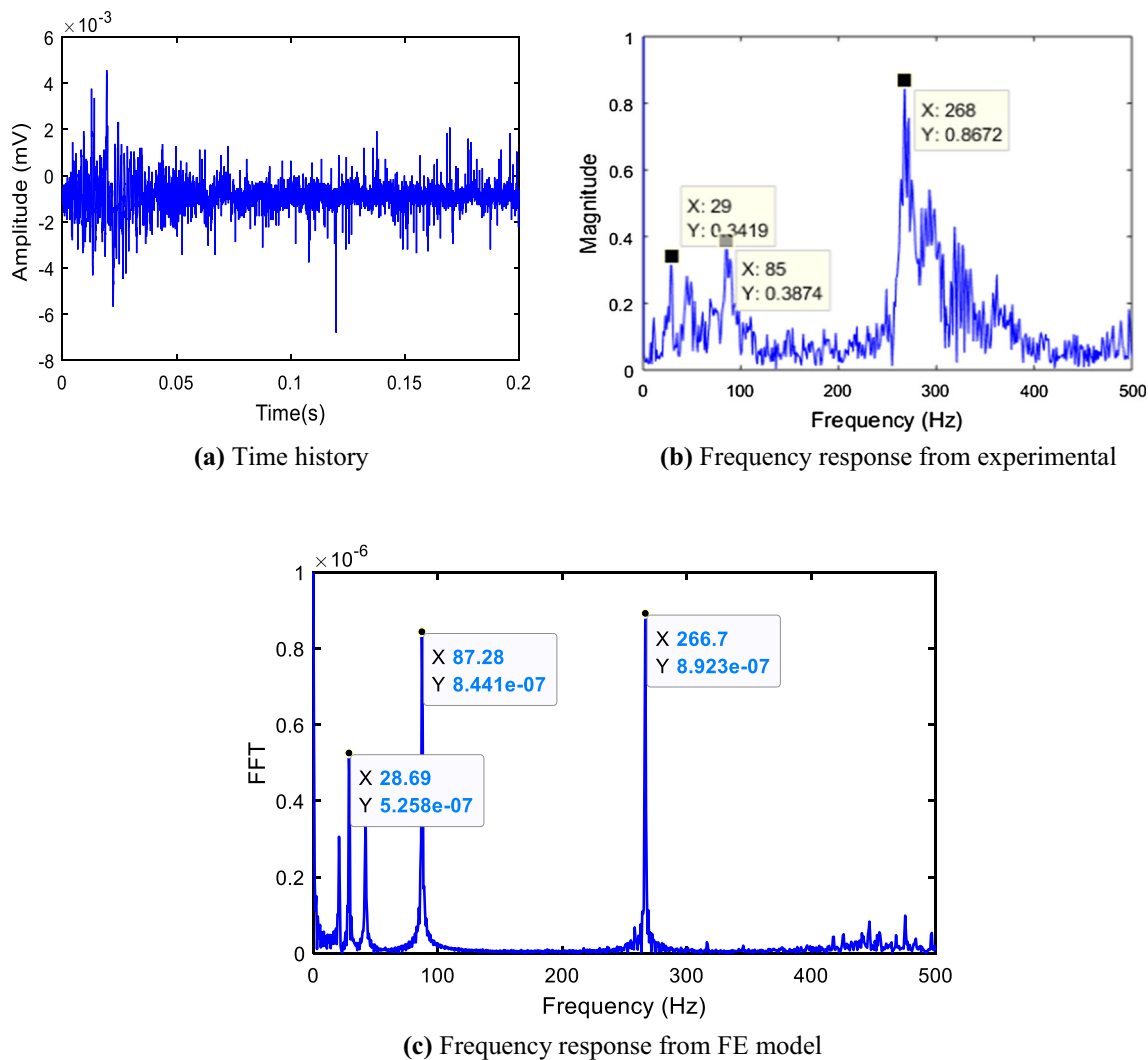 × 10⁻³
6
4
2
0
-2
-4
-6
-8
Amplitude (mV)
0
0.05
0.1
0.15
0.2
Time(s)
(a) Time history
1
0.8
0.6
0.4
0.2
0
Magnitude
X: 268
Y: 0.8672
X: 29
Y: 0.3419
X: 85
Y: 0.3874
0
100
200
300
400
500
Frequency (Hz)
(b) Frequency response from experimental
× 10⁻⁶
1
0.8
0.6
0.4
0.2
0
FFT
X 87.28
Y 8.441e-07
X 266.7
Y 8.923e-07
X 28.69
Y 5.258e-07
0
100
200
300
400
500
Frequency (Hz)
(c) Frequency response from FE model